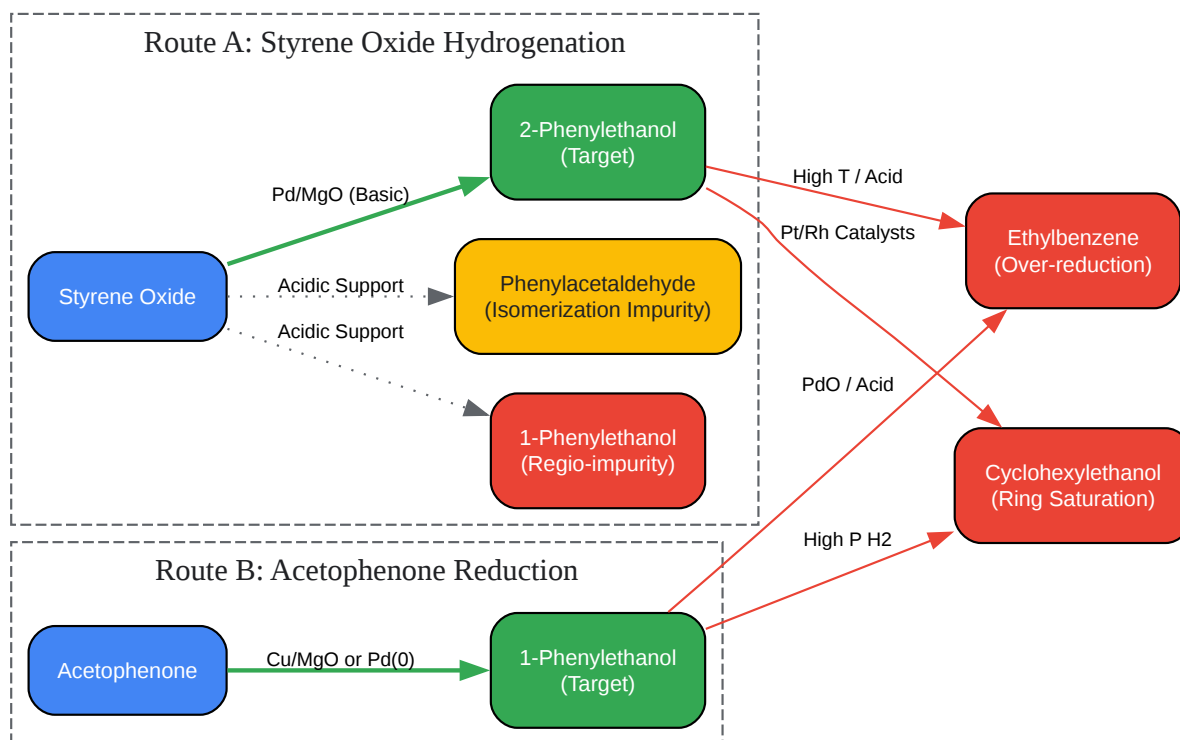 Route A: Styrene Oxide Hydrogenation
2-Phenylethanol
(Target)
High T / Acid
Pd/MgO (Basic)
Pt/Rh Catalysts
Ethylbenzene
(Over-reduction)
Styrene Oxide
Acidic Support
Phenylacetaldehyde
(Isomerization Impurity)
Acidic Support
PdO / Acid
1-Phenylethanol
(Regio-impurity)
Cyclohexylethanol
(Ring Saturation)
High P H2
Route B: Acetophenone Reduction
Acetophenone
Cu/MgO or Pd(0)
1-Phenylethanol
(Target)